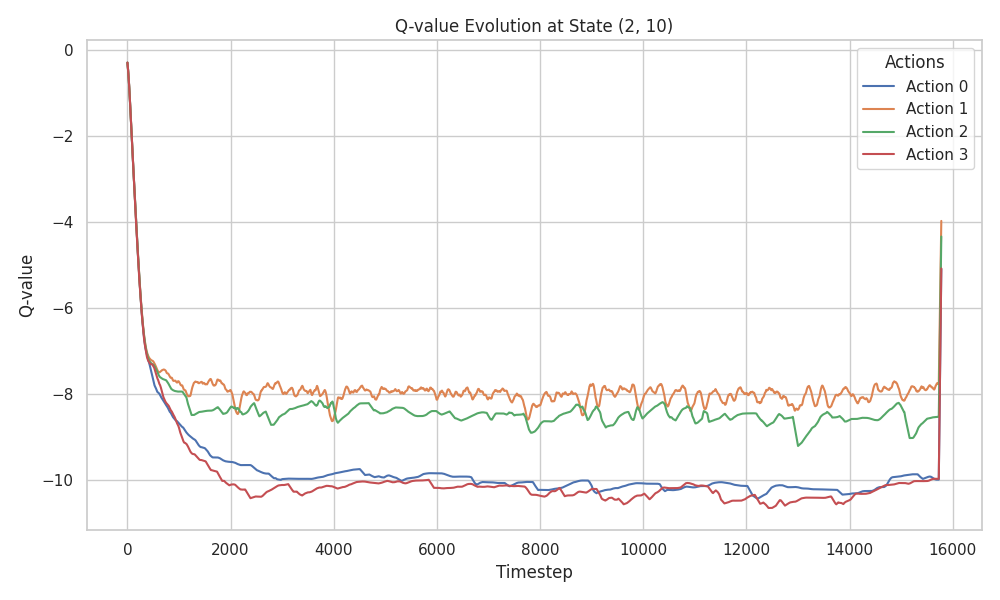 Q-value Evolution at State (2, 10)
Actions
Action 0
Action 1
Action 2
Action 3
Q-value
0
−2
−4
−6
−8
−10
0 2000 4000 6000 8000 10000 12000 14000 16000
Timestep